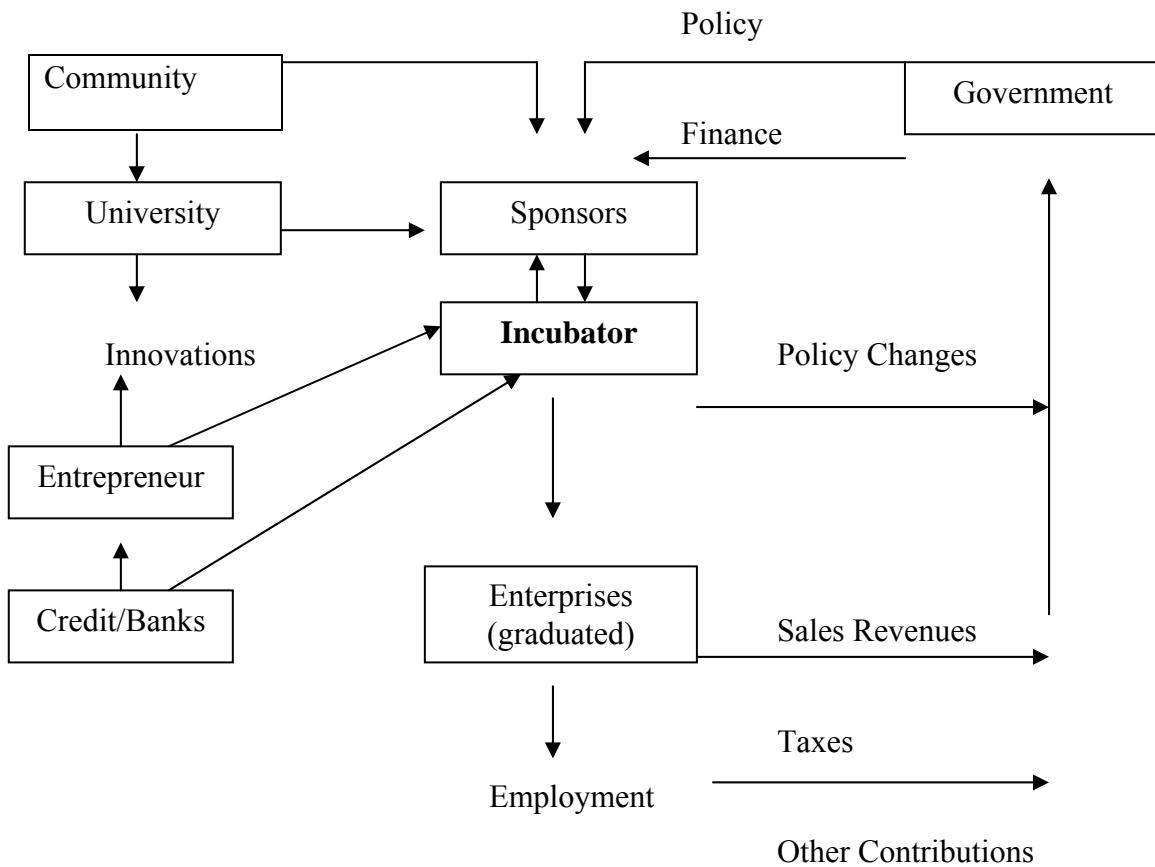 Policy
Community
Government
Finance
University
Sponsors
Incubator
Innovations
Policy Changes
Entrepreneur
Enterprises
(graduated)
Credit/Banks
Sales Revenues
Taxes
Employment
Other Contributions